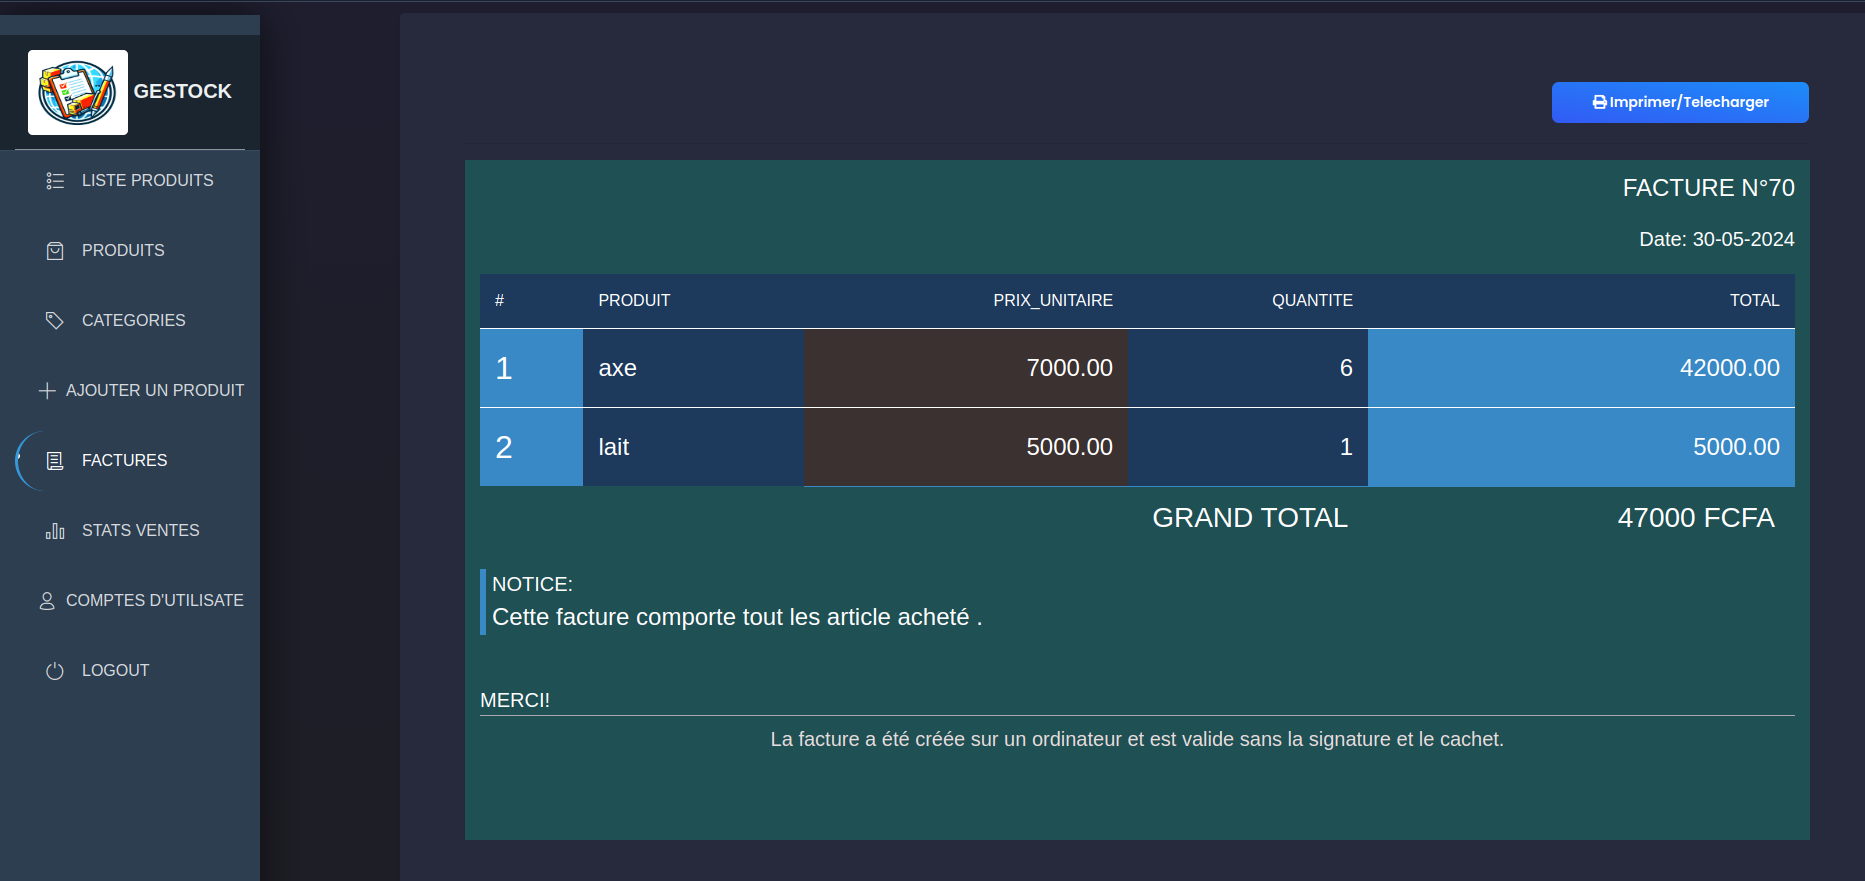 GESTOCK
LISTE PRODUITS
PRODUITS
CATEGORIES
AJOUTER UN PRODUIT
FACTURES
STATS VENTES
COMPTES D'UTILISATE
LOGOUT
Imprimer/Telecharger
FACTURE N°70
Date: 30-05-2024
# PRODUIT PRIX_UNITAIRE QUANTITE TOTAL
1 axe 7000.00 6 42000.00
2 lait 5000.00 1 5000.00
GRAND TOTAL 47000 FCFA
NOTICE:
Cette facture comporte tout les article acheté .
MERCI!
La facture a été créée sur un ordinateur et est valide sans la signature et le cachet.